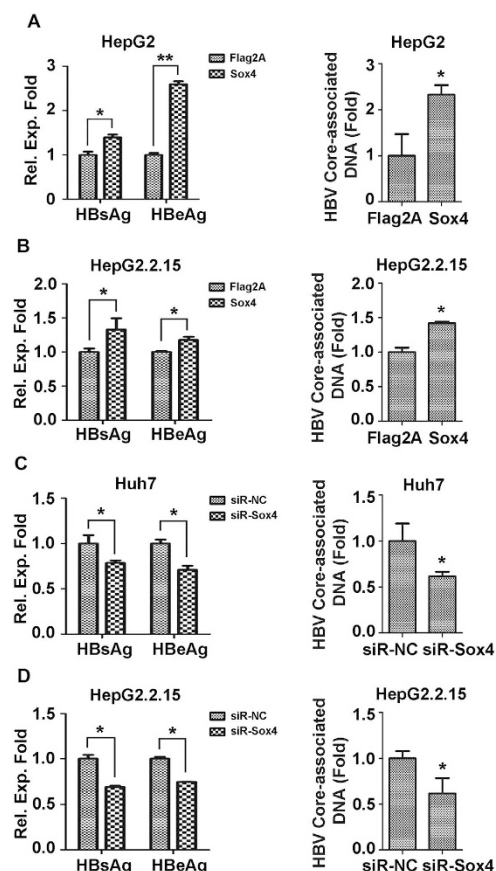 A
HepG2
Rel. Exp. Fold
3
2
1
0
*
**
HBsAg
HBeAg
Flag2A
Sox4
HepG2
HBV Core-associated
DNA (Fold)
3
2
1
0
*
Flag2A Sox4
B
HepG2.2.15
Rel. Exp. Fold
2.0
1.5
1.0
0.5
0.0
*
*
HBsAg
HBeAg
Flag2A
Sox4
HepG2.2.15
HBV Core-associated
DNA (Fold)
2.0
1.5
1.0
0.5
0.0
*
Flag2A Sox4
C
Huh7
Rel. Exp. Fold
1.5
1.0
0.5
0.0
*
*
HBsAg
HBeAg
siR-NC
siR-Sox4
Huh7
HBV Core-associated
DNA (Fold)
1.5
1.0
0.5
0.0
*
siR-NC siR-Sox4
D
HepG2.2.15
Rel. Exp. Fold
1.5
1.0
0.5
0.0
*
*
HBsAg
HBeAg
siR-NC
siR-Sox4
HepG2.2.15
HBV Core-associated
DNA (Fold)
1.5
1.0
0.5
0.0
*
siR-NC siR-Sox4